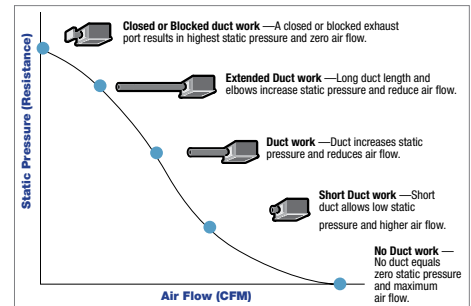 Closed or Blocked duct work —A closed or blocked exhaust
port results in highest static pressure and zero air flow.
Extended Duct work —Long duct length and
elbows increase static pressure and reduce air flow.
Duct work —Duct increases static
pressure and reduces air flow.
Short Duct work —Short
duct allows low static
pressure and higher air flow.
No Duct work —
No duct equals
zero static pressure
and maximum
air flow.
Static Pressure (Resistance)
Air Flow (CFM)